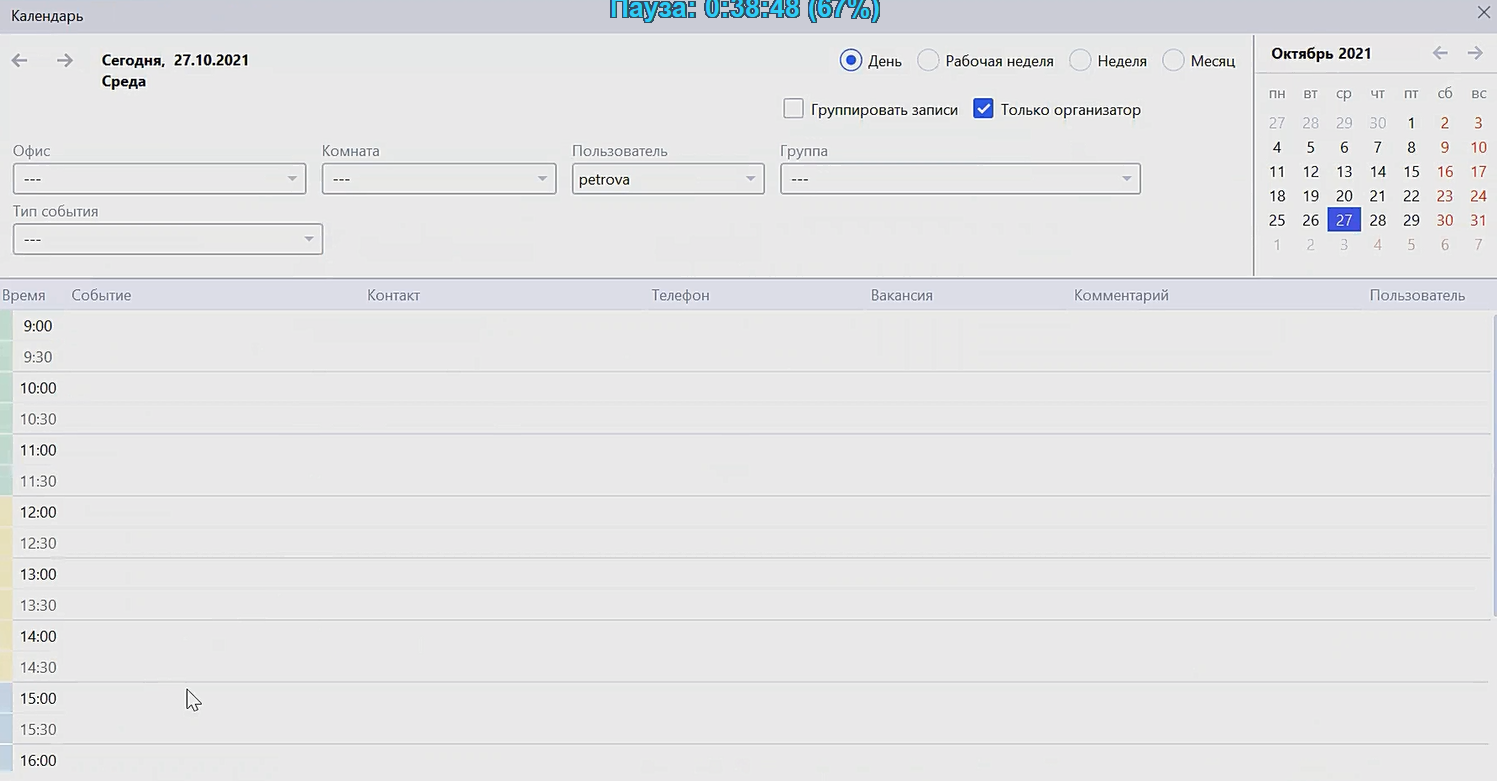 Пауза: 0:38:48 (67%)
Календарь
Сегодня, 27.10.2021
Среда
День Рабочая неделя Неделя Месяц
Группировать записи Только организатор
Офис Комната Пользователь Группа
--- --- petrova ---
Тип события
---
Октябрь 2021
пн вт ср чт пт сб вс
27 28 29 30 1 2 3
4 5 6 7 8 9 10
11 12 13 14 15 16 17
18 19 20 21 22 23 24
25 26 27 28 29 30 31
1 2 3 4 5 6 7
Время Событие Контакт Телефон Вакансия Комментарий Пользователь
9:00
9:30
10:00
10:30
11:00
11:30
12:00
12:30
13:00
13:30
14:00
14:30
15:00
15:30
16:00